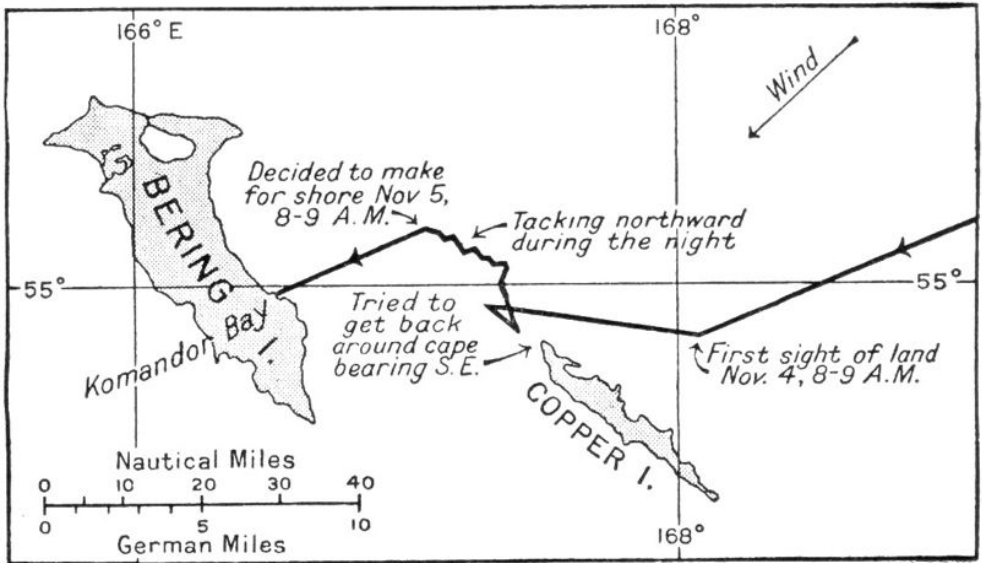 166° E
168°
Wind
Decided to make
for shore Nov 5,
8-9 A.M.
Tacking northward
during the night
BERING I.
55°
55°
Tried to
get back
around cape
bearing S.E.
Komandor Bay
First sight of land
Nov. 4, 8-9 A.M.
COPPER I.
Nautical Miles
0 10 20 30 40
0 5 10
German Miles
168°